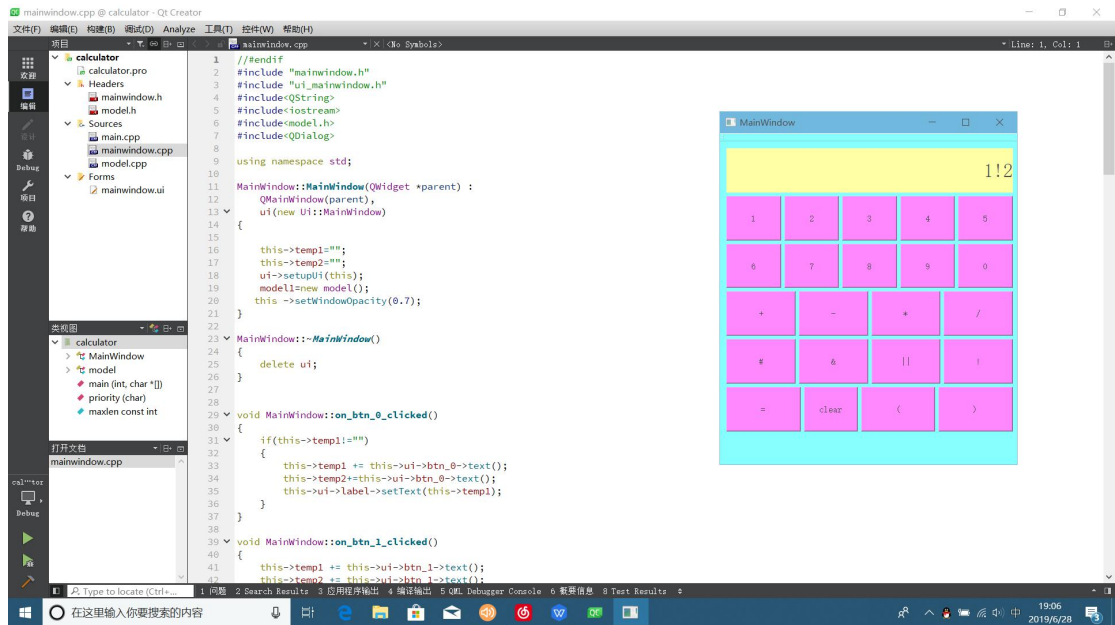 mainwindow.cpp @ calculator - Qt Creator
文件(F) 编辑(E) 构建(B) 调试(D) Analyze 工具(T) 控件(W) 帮助(H)
项目
mainwindow.cpp
<No Symbols>
Line: 1, Col: 1
欢迎
编辑
设计
Debug
项目
帮助
cal***tor
Debug
calculator
calculator.pro
Headers
mainwindow.h
model.h
Sources
main.cpp
mainwindow.cpp
model.cpp
Forms
mainwindow.ui
类视图
calculator
MainWindow
model
main (int, char *[])
priority (char)
maxlen const int
打开文档
mainwindow.cpp
1 //#endif
2 #include "mainwindow.h"
3 #include "ui_mainwindow.h"
4 #include<QString>
5 #include<iostream>
6 #include<model.h>
7 #include<QDialog>
8
9 using namespace std;
10
11 MainWindow::MainWindow(QWidget *parent) :
12 QMainWindow(parent),
13 ui(new Ui::MainWindow)
14 {
15
16 this->temp1="";
17 this->temp2="";
18 ui->setupUi(this);
19 model1=new model();
20 this ->setWindowOpacity(0.7);
21 }
22
23 MainWindow::~MainWindow()
24 {
25 delete ui;
26 }
27
28
29 void MainWindow::on_btn_0_clicked()
30 {
31 if(this->temp1!="")
32 {
33 this->temp1 += this->ui->btn_0->text();
34 this->temp2+=this->ui->btn_0->text();
35 this->ui->label->setText(this->temp1);
36 }
37 }
38
39 void MainWindow::on_btn_1_clicked()
40 {
41 this->temp1 += this->ui->btn_1->text();
42 this->temp2 += this->ui->btn_1->text();
MainWindow
1!2
1 2 3 4 5
6 7 8 9 0
+ - * /
# & || !
= clear ( )
Type to locate (Ctrl+...
1 问题 2 Search Results 3 应用程序输出 4 编译输出 5 QML Debugger Console 6 概要信息 8 Test Results
在这里输入你要搜索的内容
中
19:06
2019/6/28